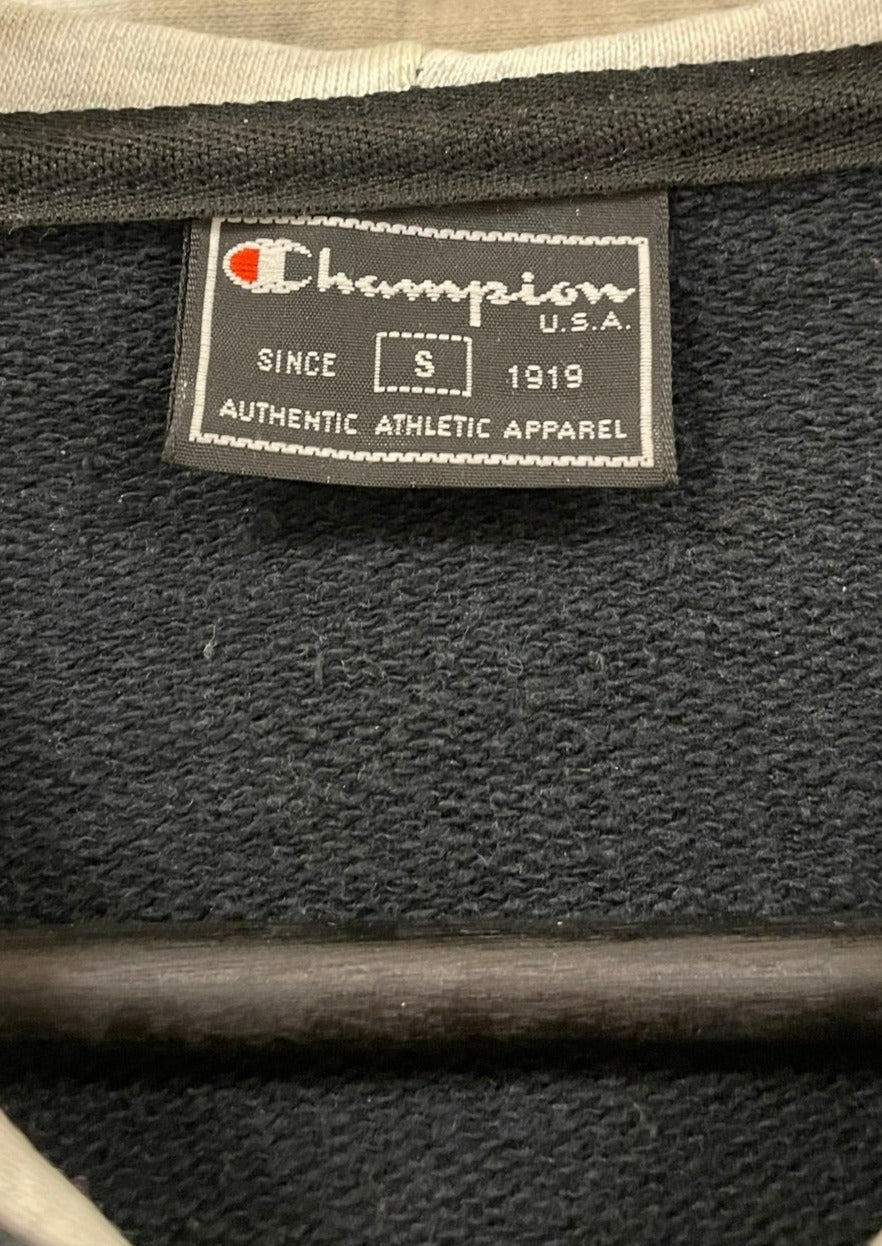 Champion
U.S.A.
SINCE S 1919
AUTHENTIC ATHLETIC APPAREL